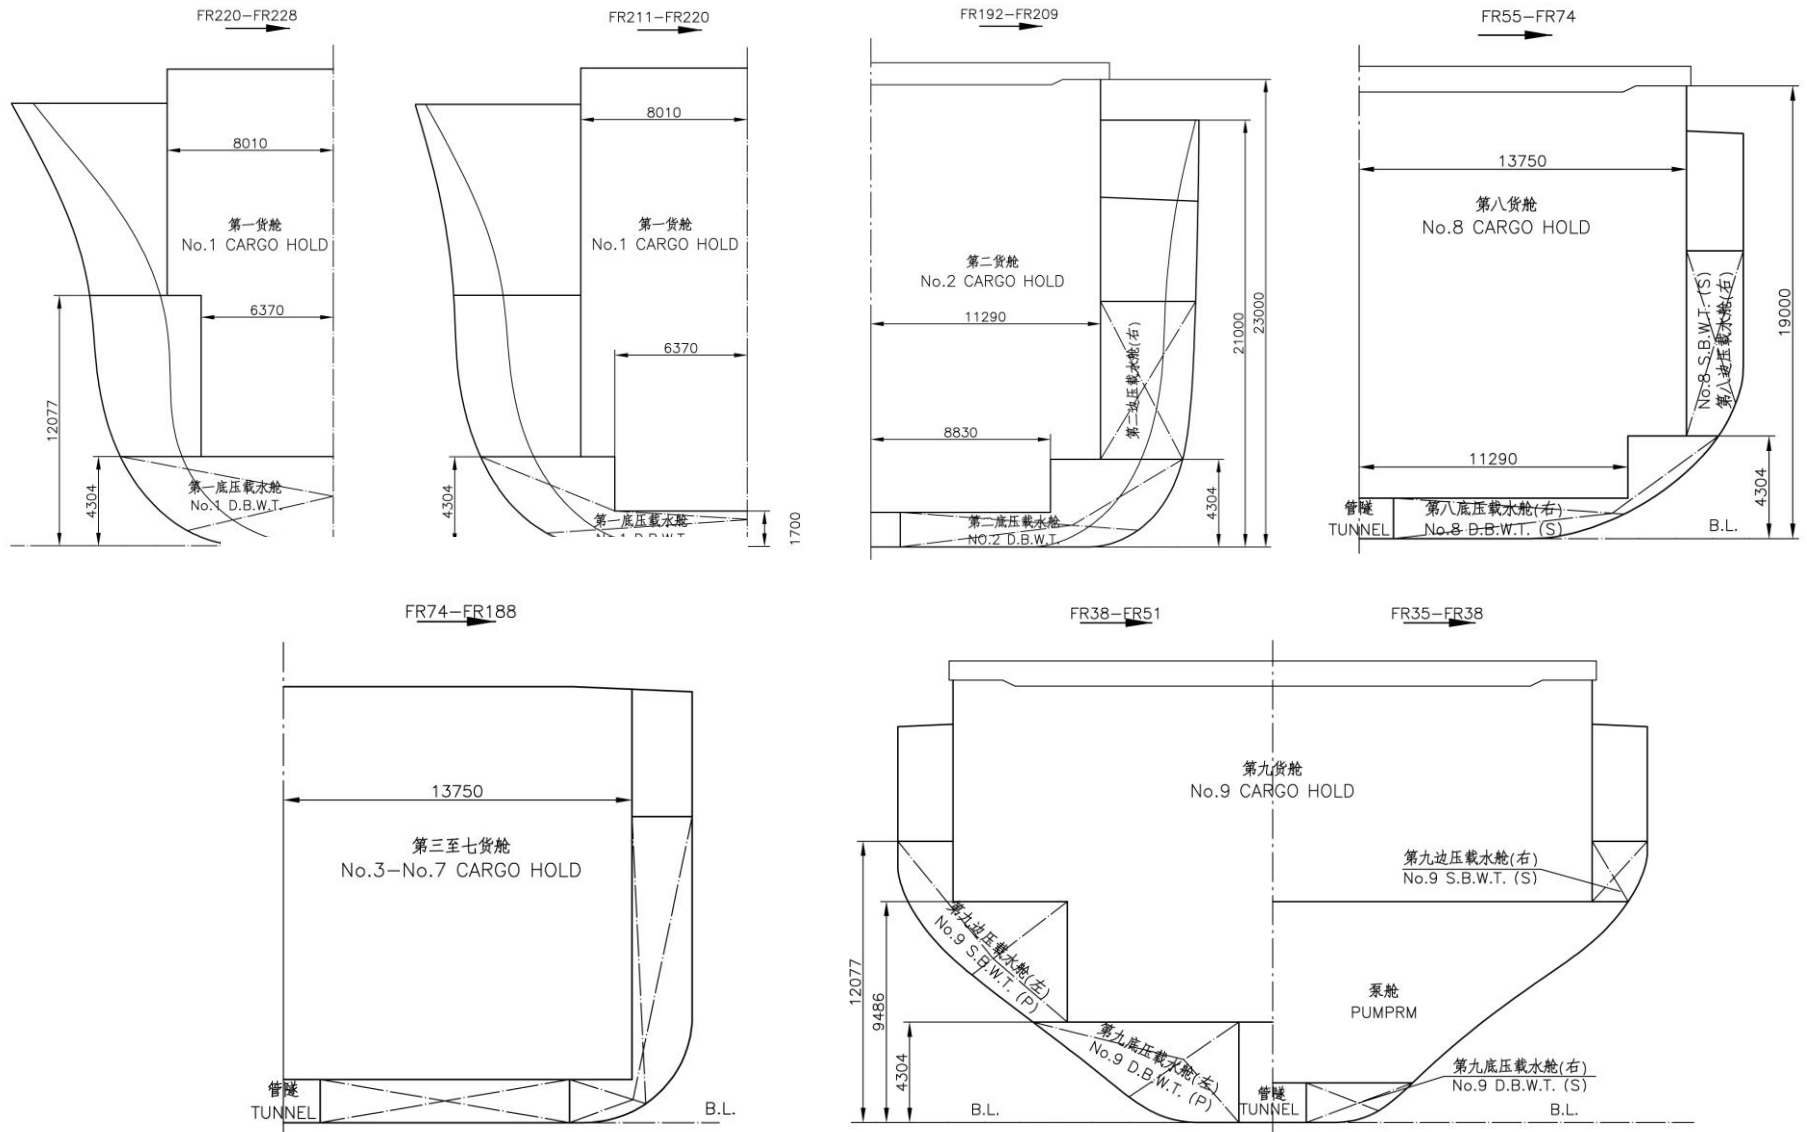 FR220-FR228
8010
第一货舱
No.1 CARGO HOLD
6370
12077
4304
第一底压载水舱
No.1 D.B.W.T.
FR211-FR220
8010
第一货舱
No.1 CARGO HOLD
6370
4304
第一底压载水舱
1700
FR192-FR209
第二货舱
No.2 CARGO HOLD
11290
第二边压载水舱(右)
8830
4304
21000
23000
第二底压载水舱
NO.2 D.B.W.T.
FR55-FR74
13750
第八货舱
No.8 CARGO HOLD
No.8 S.B.W.T. (S)
第八边压载水舱(右)
19000
11290
4304
管隧
TUNNEL
第八底压载水舱(右)
No.8 D.B.W.T. (S)
B.L.
FR74-FR188
13750
第三至七货舱
No.3-No.7 CARGO HOLD
管隧
TUNNEL
B.L.
FR38-FR51
FR35-FR38
第九货舱
No.9 CARGO HOLD
第九边压载水舱(右)
No.9 S.B.W.T. (S)
第九边压载水舱(左)
No.9 S.B.W.T. (P)
12077
9486
4304
泵舱
PUMPRM
第九底压载水舱(左)
No.9 D.B.W.T. (P)
第九底压载水舱(右)
No.9 D.B.W.T. (S)
管隧
TUNNEL
B.L.
B.L.